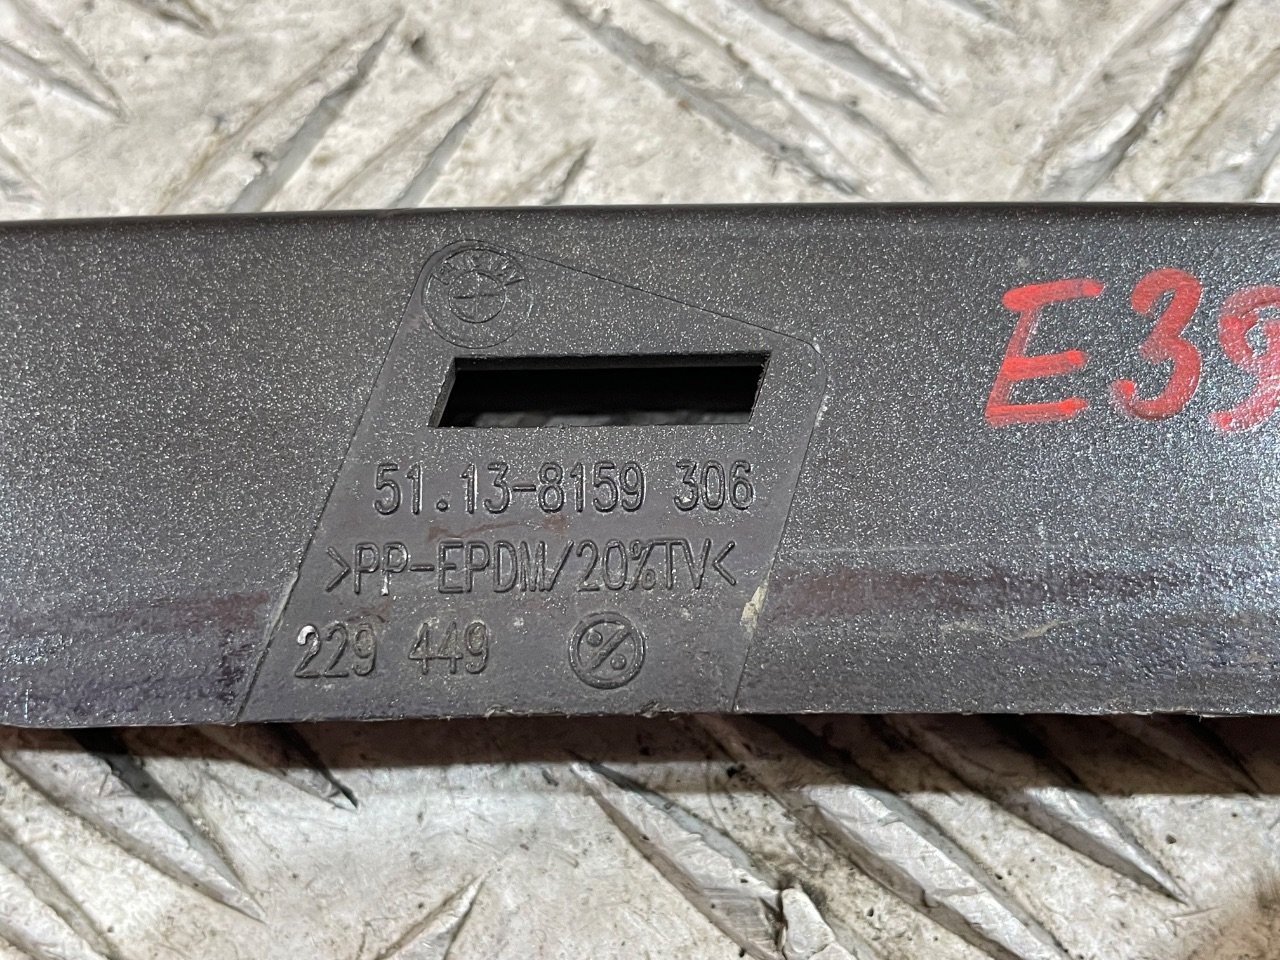 E39
51.13-8159 306
>PP-EPDM/20%TV<
229 449 %